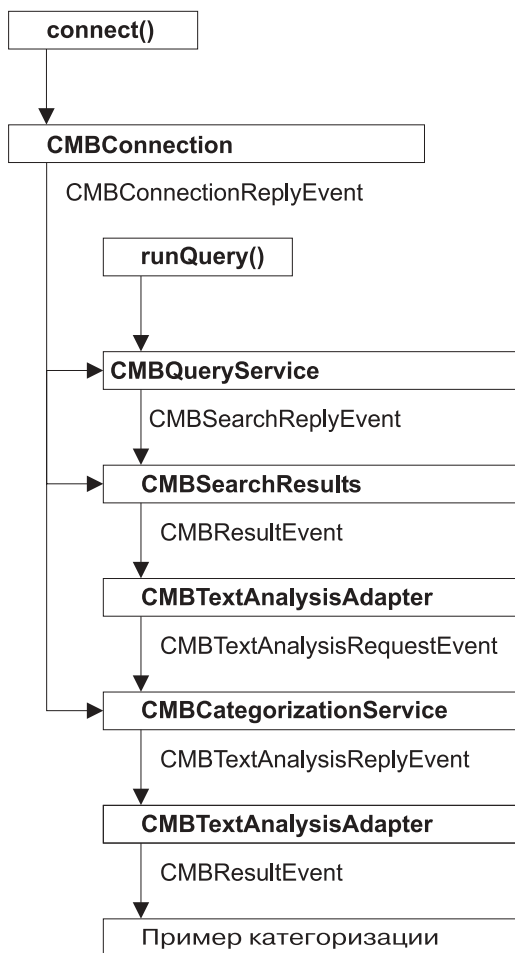 connect()
CMBConnection
CMBConnectionReplyEvent
runQuery()
CMBQueryService
CMBSearchReplyEvent
CMBSearchResults
CMBResultEvent
CMBTextAnalysisAdapter
CMBTextAnalysisRequestEvent
CMBCategorizationService
CMBTextAnalysisReplyEvent
CMBTextAnalysisAdapter
CMBResultEvent
Пример категоризации